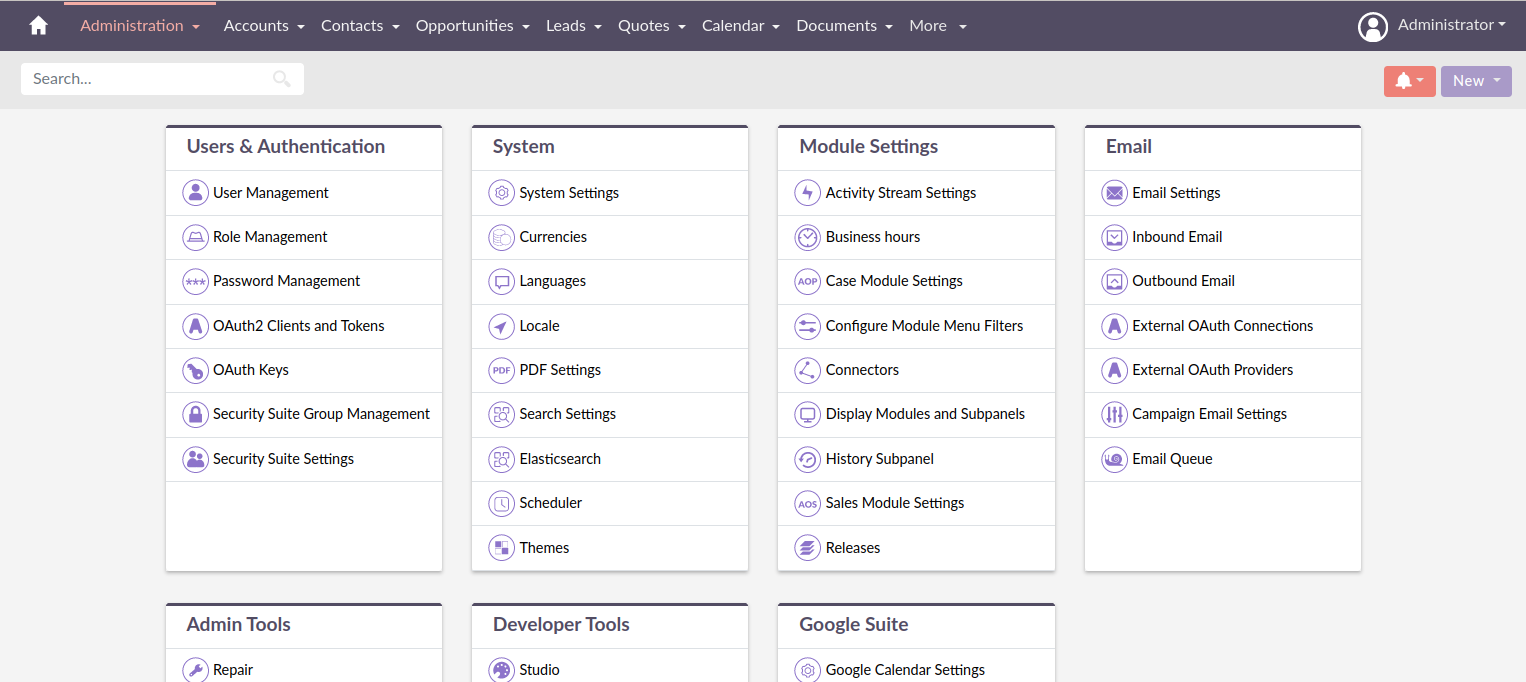 Administration Accounts Contacts Opportunities Leads Quotes Calendar Documents More Administrator
Search... New
Users & Authentication
User Management
Role Management
*** Password Management
A OAuth2 Clients and Tokens
OAuth Keys
Security Suite Group Management
Security Suite Settings
System
System Settings
Currencies
Languages
Locale
PDF PDF Settings
Search Settings
Elasticsearch
Scheduler
Themes
Module Settings
Activity Stream Settings
Business hours
AOP Case Module Settings
Configure Module Menu Filters
Connectors
Display Modules and Subpanels
History Subpanel
AOS Sales Module Settings
Releases
Email
Email Settings
Inbound Email
Outbound Email
A External OAuth Connections
A External OAuth Providers
Campaign Email Settings
Email Queue
Admin Tools
Repair
Developer Tools
Studio
Google Suite
Google Calendar Settings